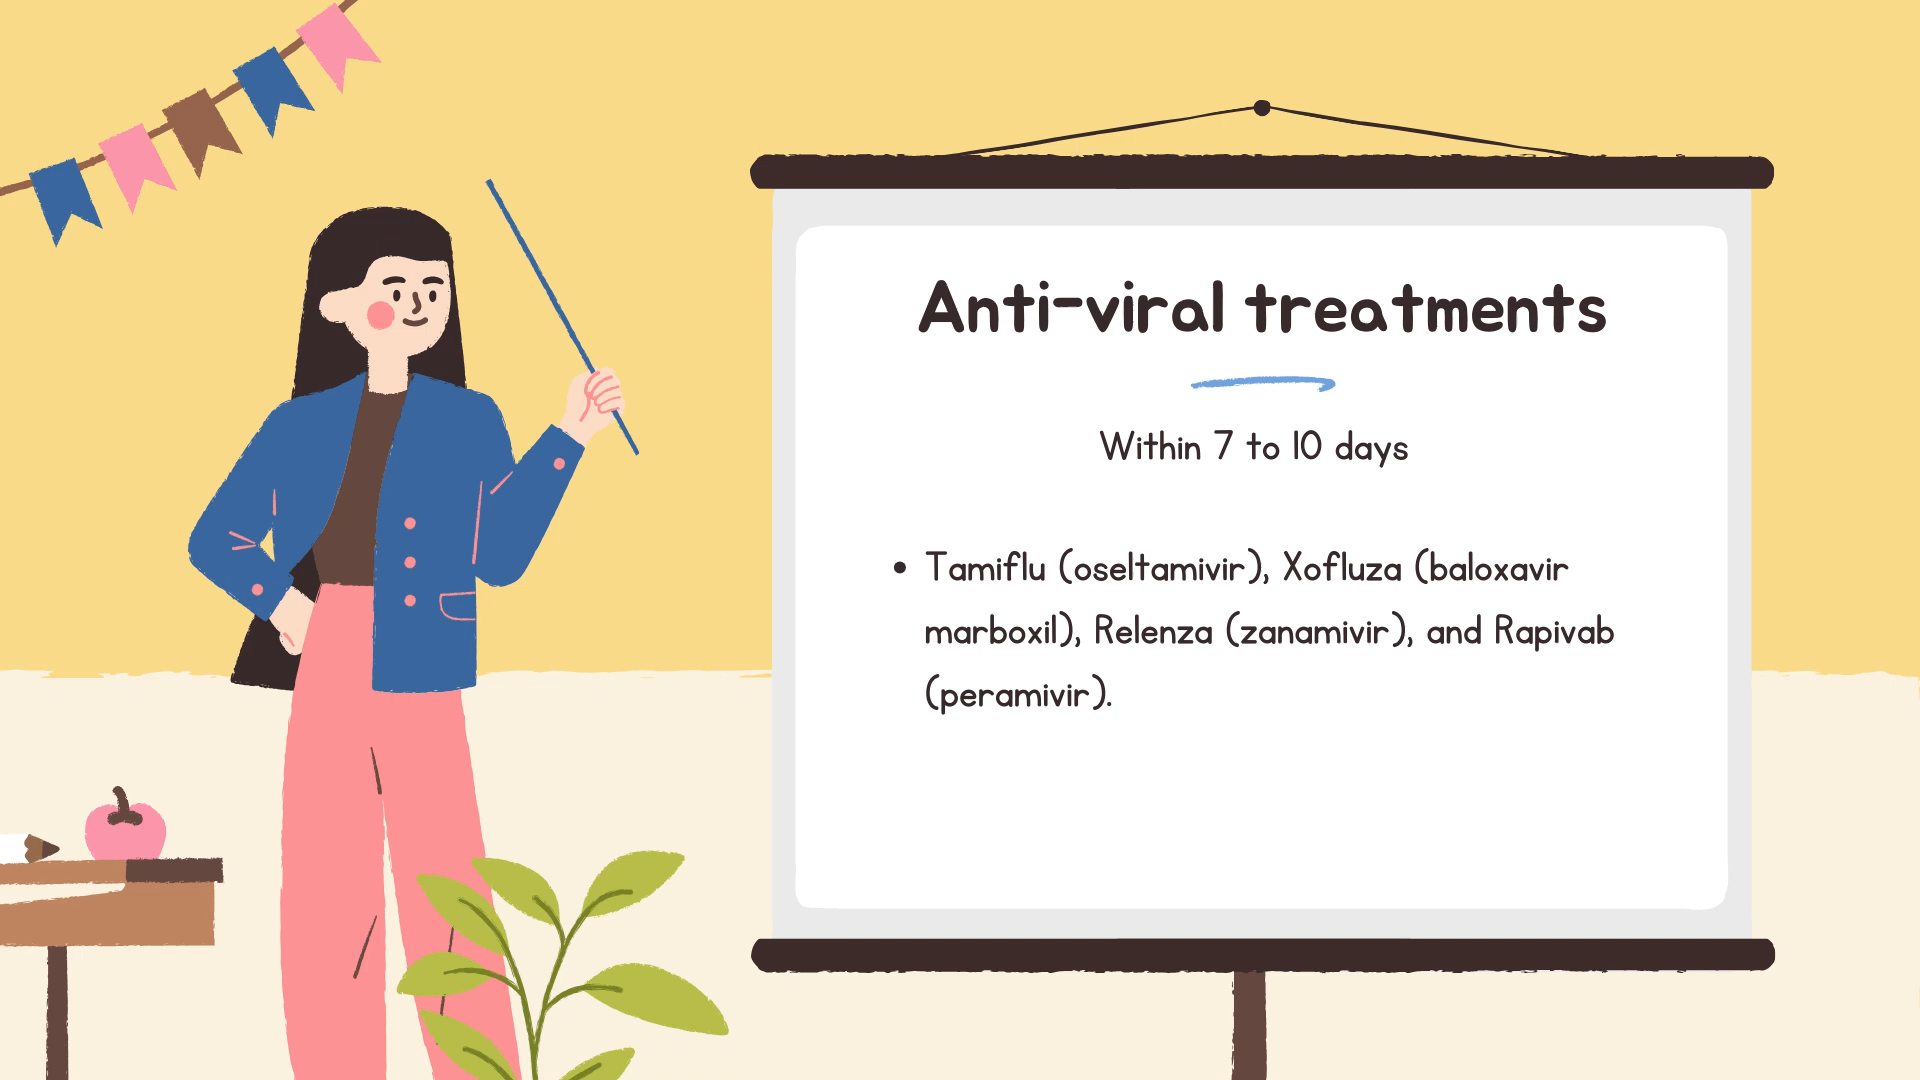 Anti-viral treatments
Within 7 to 10 days
• Tamiflu (oseltamivir), Xofluza (baloxavir
marboxil), Relenza (zanamivir), and Rapivab
(peramivir).